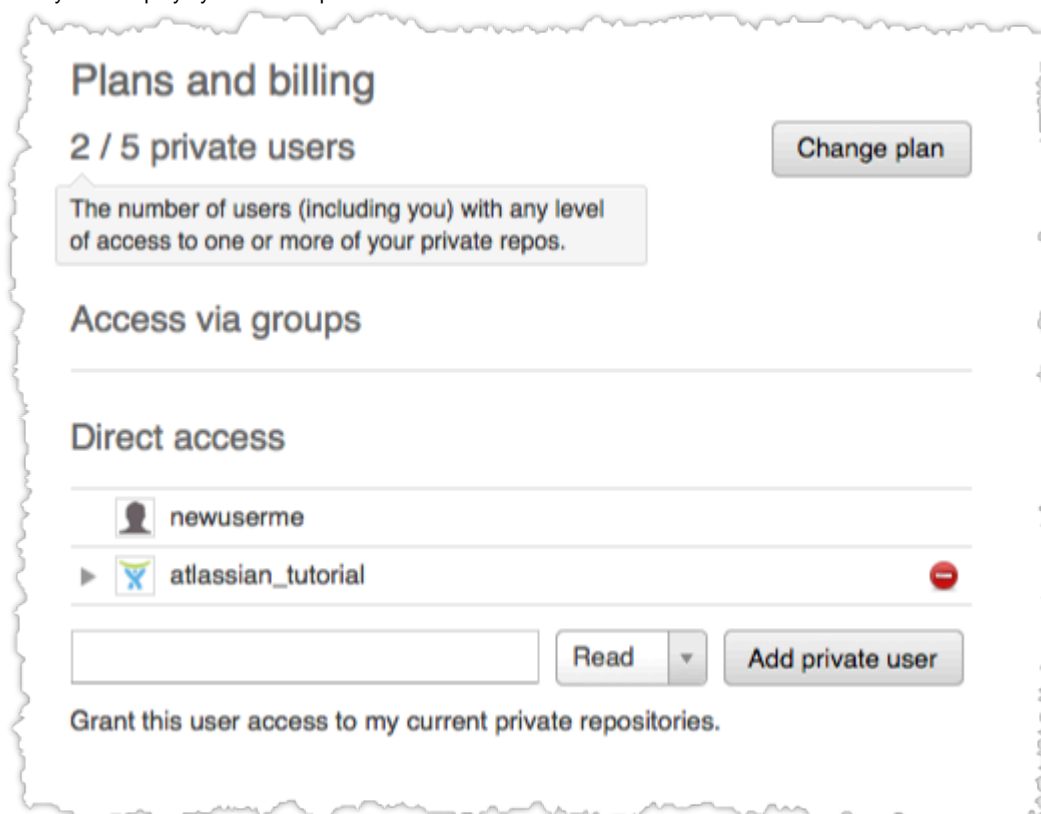 Plans and billing
2 / 5 private users
Change plan
The number of users (including you) with any level
of access to one or more of your private repos.
Access via groups
Direct access
newuserme
atlassian_tutorial
Read
Add private user
Grant this user access to my current private repositories.